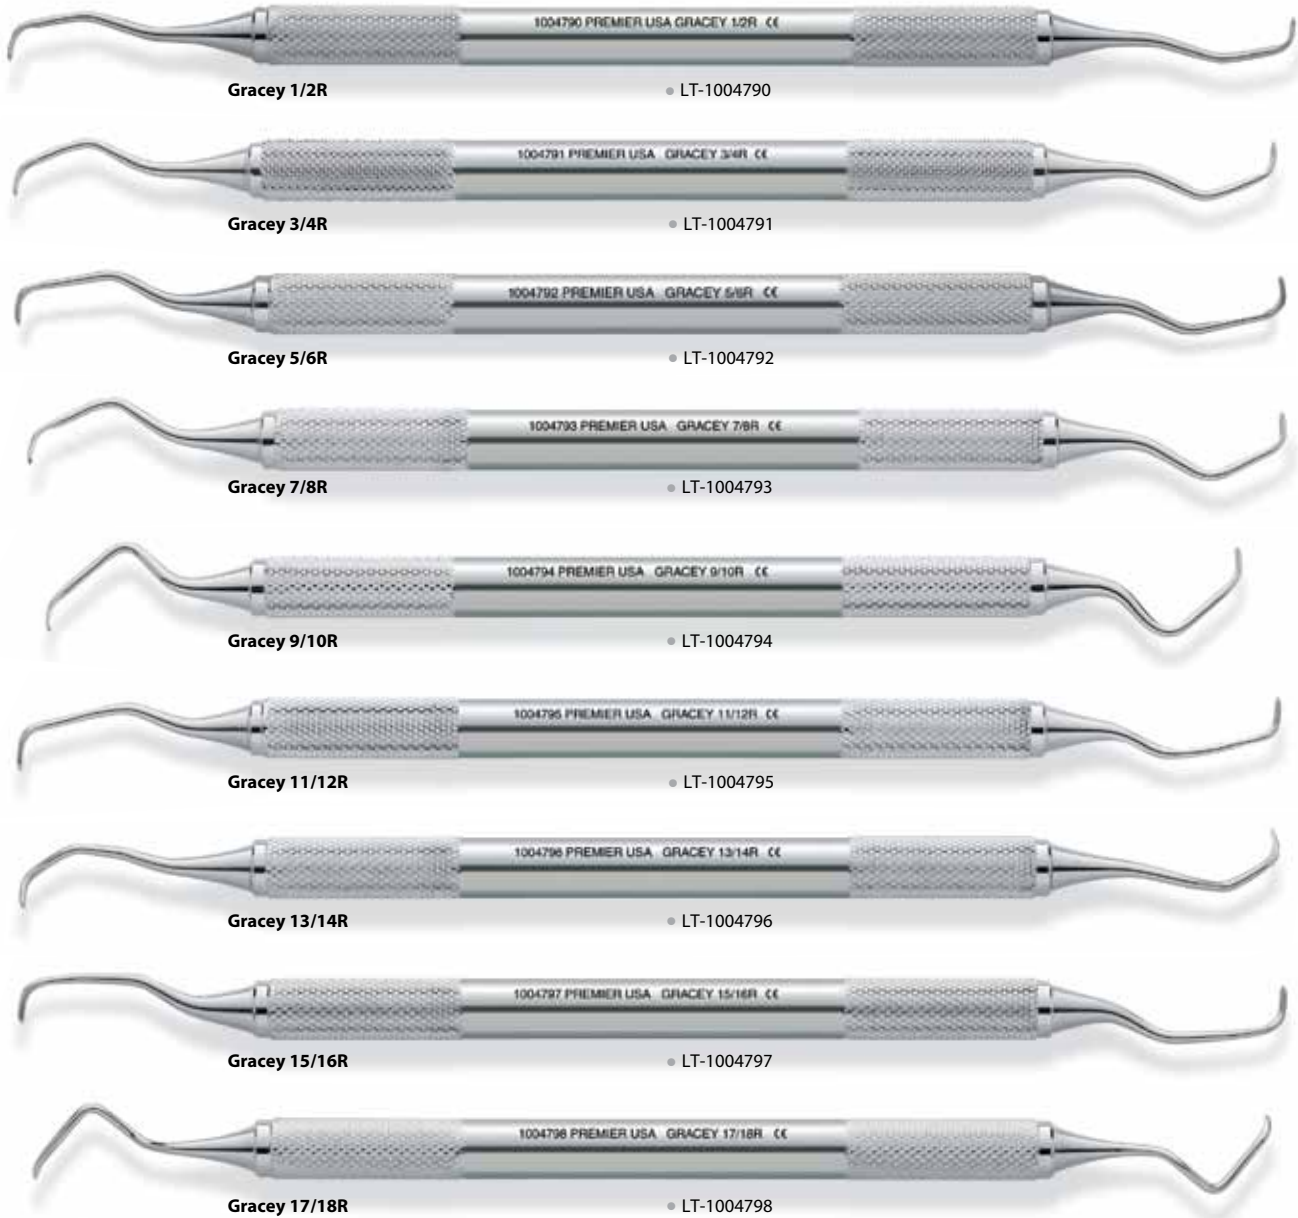 1004790 PREMIER USA GRACEY 1/2R CE
Gracey 1/2R LT-1004790
1004791 PREMIER USA GRACEY 3/4R CE
Gracey 3/4R LT-1004791
1004792 PREMIER USA GRACEY 5/6R CE
Gracey 5/6R LT-1004792
1004793 PREMIER USA GRACEY 7/8R CE
Gracey 7/8R LT-1004793
1004794 PREMIER USA GRACEY 9/10R CE
Gracey 9/10R LT-1004794
1004795 PREMIER USA GRACEY 11/12R CE
Gracey 11/12R LT-1004795
1004796 PREMIER USA GRACEY 13/14R CE
Gracey 13/14R LT-1004796
1004797 PREMIER USA GRACEY 15/16R CE
Gracey 15/16R LT-1004797
1004798 PREMIER USA GRACEY 17/18R CE
Gracey 17/18R LT-1004798